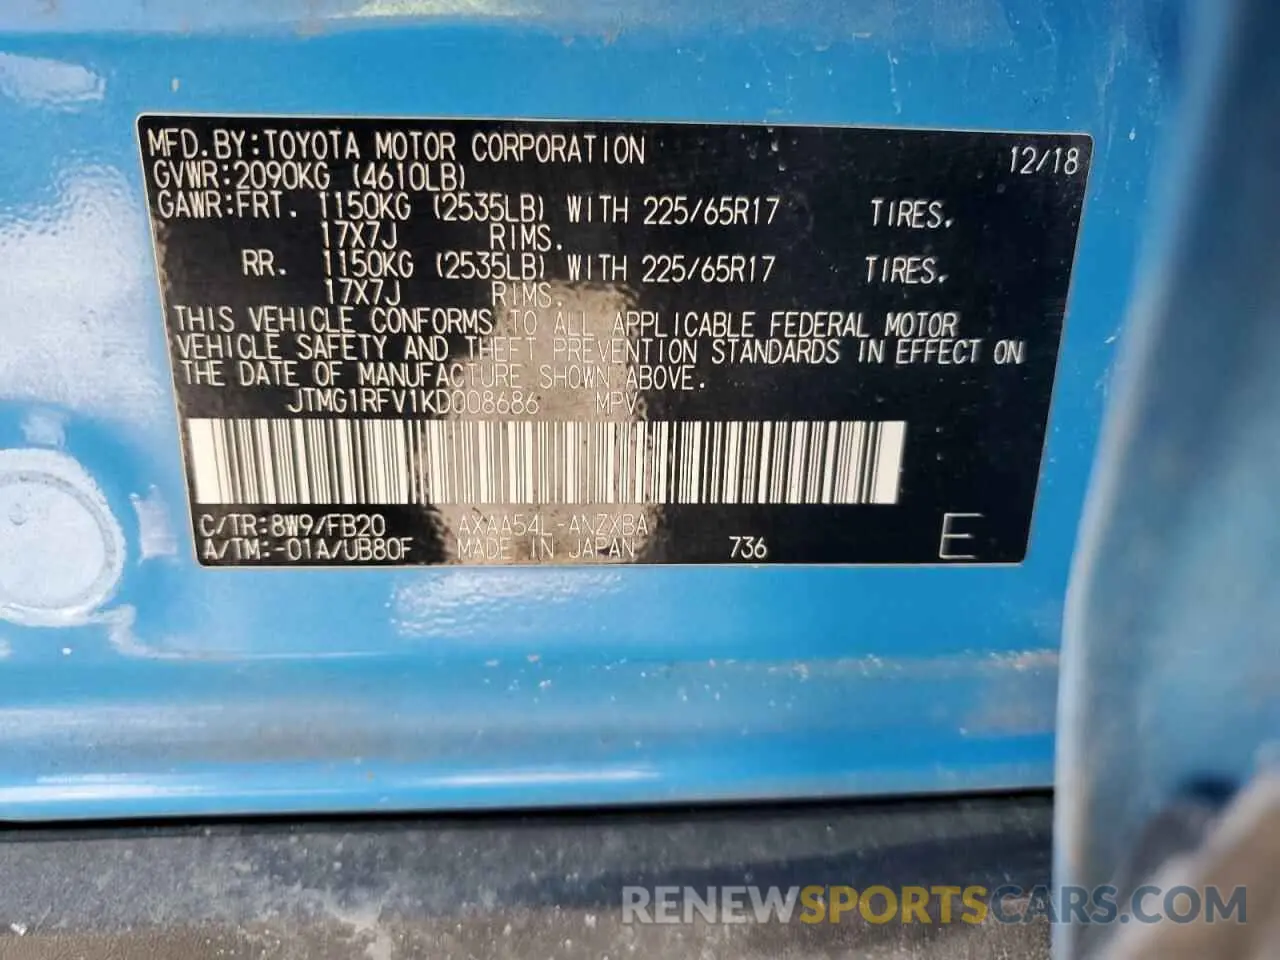 MFD.BY:TOYOTA MOTOR CORPORATION 12/18
GVWR:2090KG (4610LB)
GAWR:FRT. 1150KG (2535LB) WITH 225/65R17 TIRES.
17X7J RIMS.
RR. 1150KG (2535LB) WITH 225/65R17 TIRES.
17X7J RIMS.
THIS VEHICLE CONFORMS TO ALL APPLICABLE FEDERAL MOTOR
VEHICLE SAFETY AND THEFT PREVENTION STANDARDS IN EFFECT ON
THE DATE OF MANUFACTURE SHOWN ABOVE.
JTMG1RFV1KD008686 MPV
C/TR:8W9/FB20 AXAA54L-ANZXBA
A/TM:-01A/UB80F MADE IN JAPAN 736 E
RENEWSPORTSCARS.COM